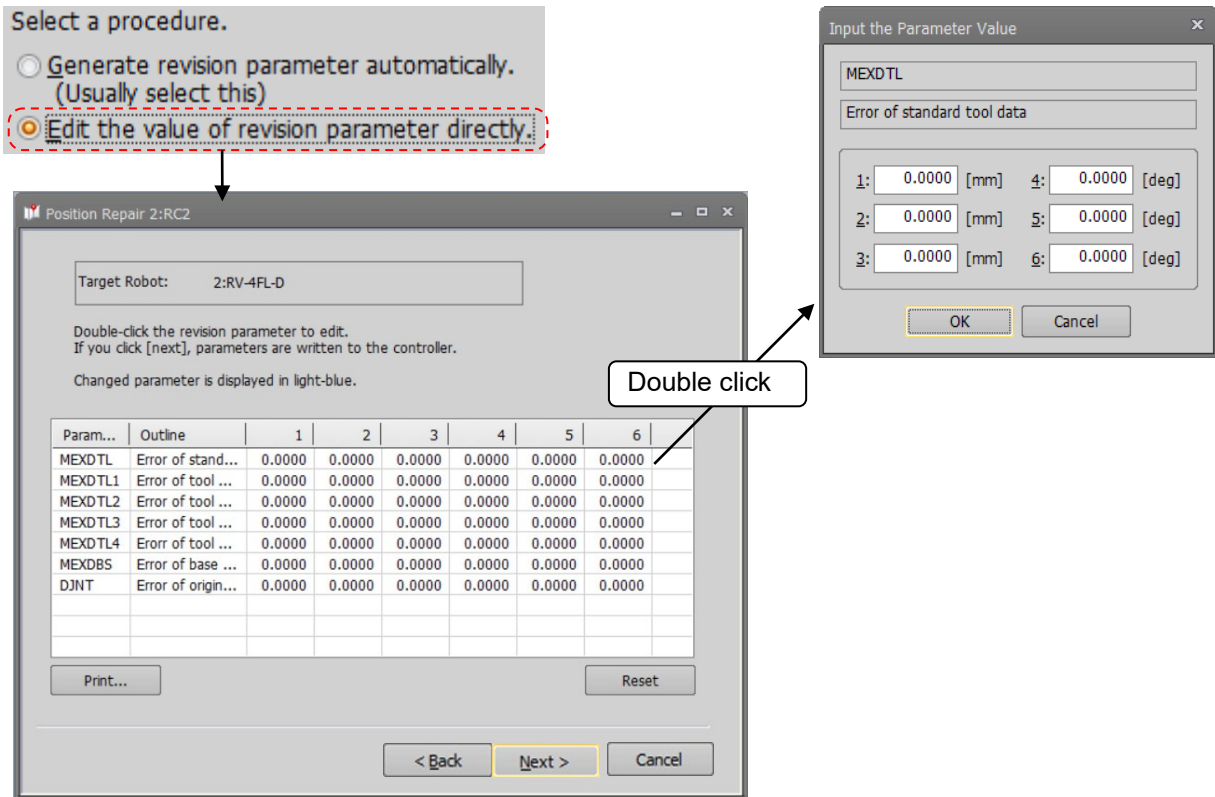 Select a procedure.
Generate revision parameter automatically.
(Usually select this)
Edit the value of revision parameter directly.
Position Repair 2:RC2
Target Robot: 2:RV-4FL-D
Double-click the revision parameter to edit.
If you click [next], parameters are written to the controller.
Changed parameter is displayed in light-blue.
Param... Outline 1 2 3 4 5 6
MEXDTL Error of stand... 0.0000 0.0000 0.0000 0.0000 0.0000 0.0000
MEXDTL1 Error of tool ... 0.0000 0.0000 0.0000 0.0000 0.0000 0.0000
MEXDTL2 Error of tool ... 0.0000 0.0000 0.0000 0.0000 0.0000 0.0000
MEXDTL3 Error of tool ... 0.0000 0.0000 0.0000 0.0000 0.0000 0.0000
MEXDTL4 Erorr of tool ... 0.0000 0.0000 0.0000 0.0000 0.0000 0.0000
MEXDBS Error of base ... 0.0000 0.0000 0.0000 0.0000 0.0000 0.0000
DJNT Error of origin... 0.0000 0.0000 0.0000 0.0000 0.0000 0.0000
Print... Reset
< Back Next > Cancel
Double click
Input the Parameter Value
MEXDTL
Error of standard tool data
1: 0.0000 [mm] 4: 0.0000 [deg]
2: 0.0000 [mm] 5: 0.0000 [deg]
3: 0.0000 [mm] 6: 0.0000 [deg]
OK Cancel